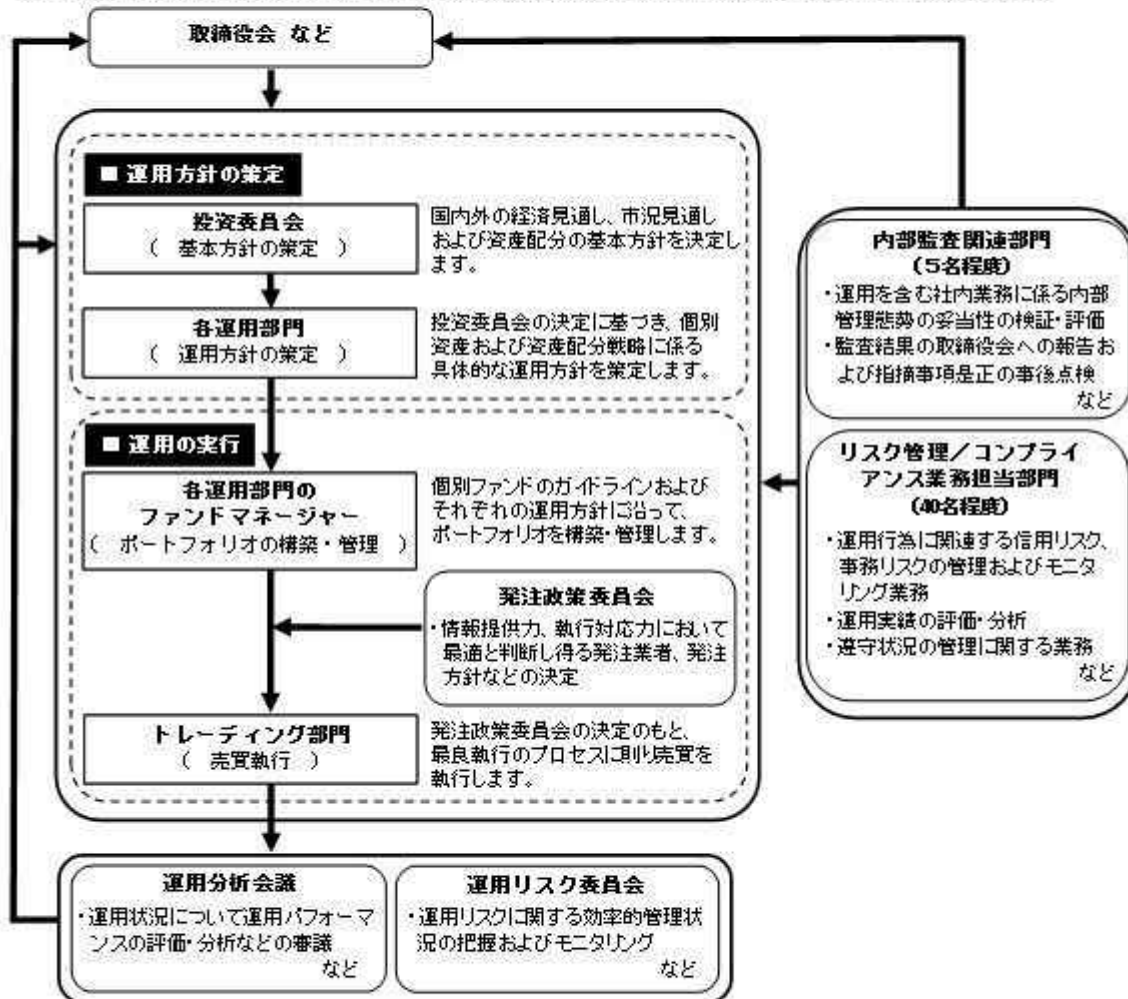 取締役会 など
■ 運用方針の策定
投資委員会
( 基本方針の策定 )
国内外の経済見通し、市況見通し
および資産配分の基本方針を決定し
ます。
各運用部門
( 運用方針の策定 )
投資委員会の決定に基づき、個別
資産および資産配分戦略に係る
具体的な運用方針を策定します。
■ 運用の実行
各運用部門の
ファンドマネージャー
( ポートフォリオの構築・管理 )
個別ファンドのガイドラインおよび
それぞれの運用方針に沿って、
ポートフォリオを構築・管理します。
発注政策委員会
・情報提供力、執行対応力において
最適と判断し得る発注業者、発注
方針などの決定
トレーディング部門
( 売買執行 )
発注政策委員会の決定のもと、
最良執行のプロセスに則り売買を
執行します。
内部監査関連部門
(5名程度)
・運用を含む社内業務に係る内部
管理態勢の妥当性の検証・評価
・監査結果の取締役会への報告お
よび指摘事項是正の事後点検
など
リスク管理/コンプライ
アンス業務担当部門
(40名程度)
・運用行為に関連する信用リスク、
事務リスクの管理およびモニタ
リング業務
・運用実績の評価・分析
・遵守状況の管理に関する業務
など
運用分析会議
・運用状況について運用パフォーマ
ンスの評価・分析などの審議
など
運用リスク委員会
・運用リスクに関する効率的管理状
況の把握およびモニタリング
など